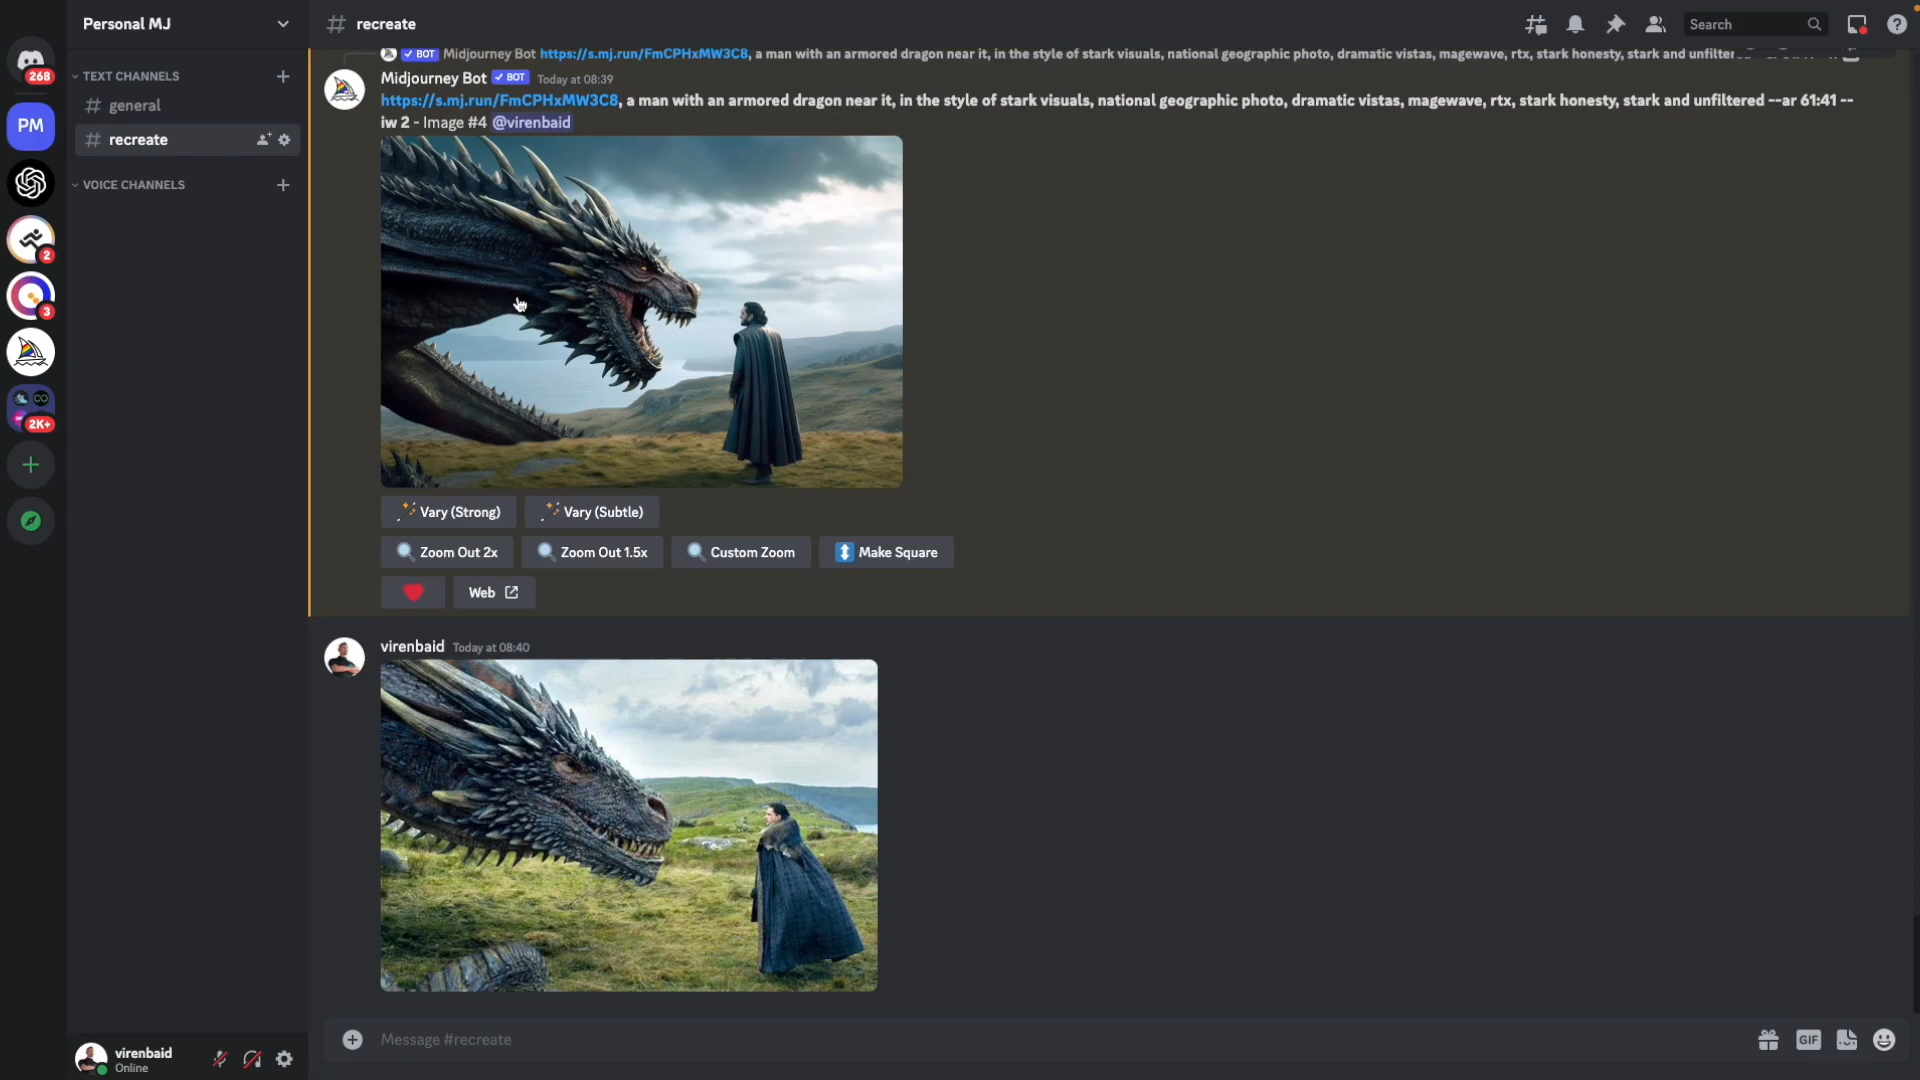 Personal MJ
# recreate
Search
268
TEXT CHANNELS
# general
# recreate
PM
VOICE CHANNELS
2
3
2K+
✓ BOT Midjourney Bot https://s.mj.run/FmCPHxMW3C8, a man with an armored dragon near it, in the style of stark visuals, national geographic photo, dramatic vistas, magewave, rtx, stark honesty, stark and unfilter
Midjourney Bot ✓ BOT Today at 08:39
https://s.mj.run/FmCPHxMW3C8, a man with an armored dragon near it, in the style of stark visuals, national geographic photo, dramatic vistas, magewave, rtx, stark honesty, stark and unfiltered --ar 61:41 --
iw 2 - Image #4 @virenbaid
Vary (Strong) Vary (Subtle)
Zoom Out 2x Zoom Out 1.5x Custom Zoom Make Square
Web
virenbaid Today at 08:40
Message #recreate
GIF
virenbaid
Online